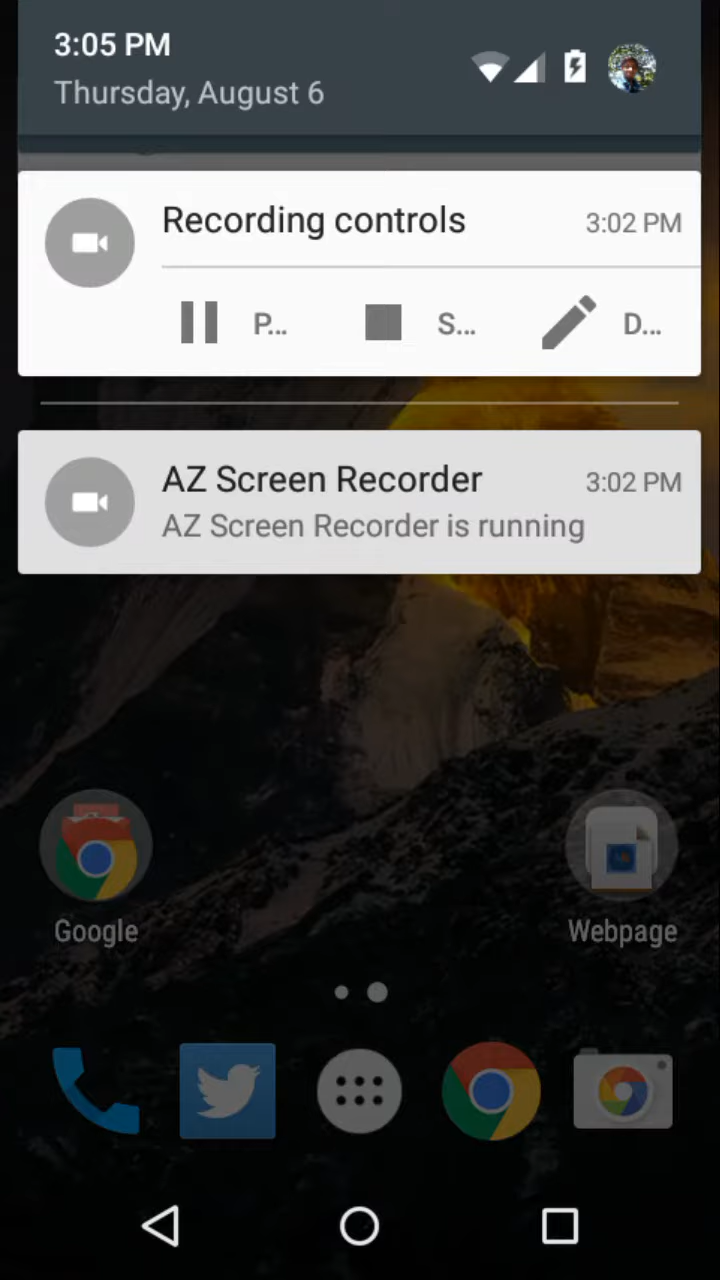 3:05 PM
Thursday, August 6
Recording controls 3:02 PM
P... S... D...
AZ Screen Recorder 3:02 PM
AZ Screen Recorder is running
Google Webpage